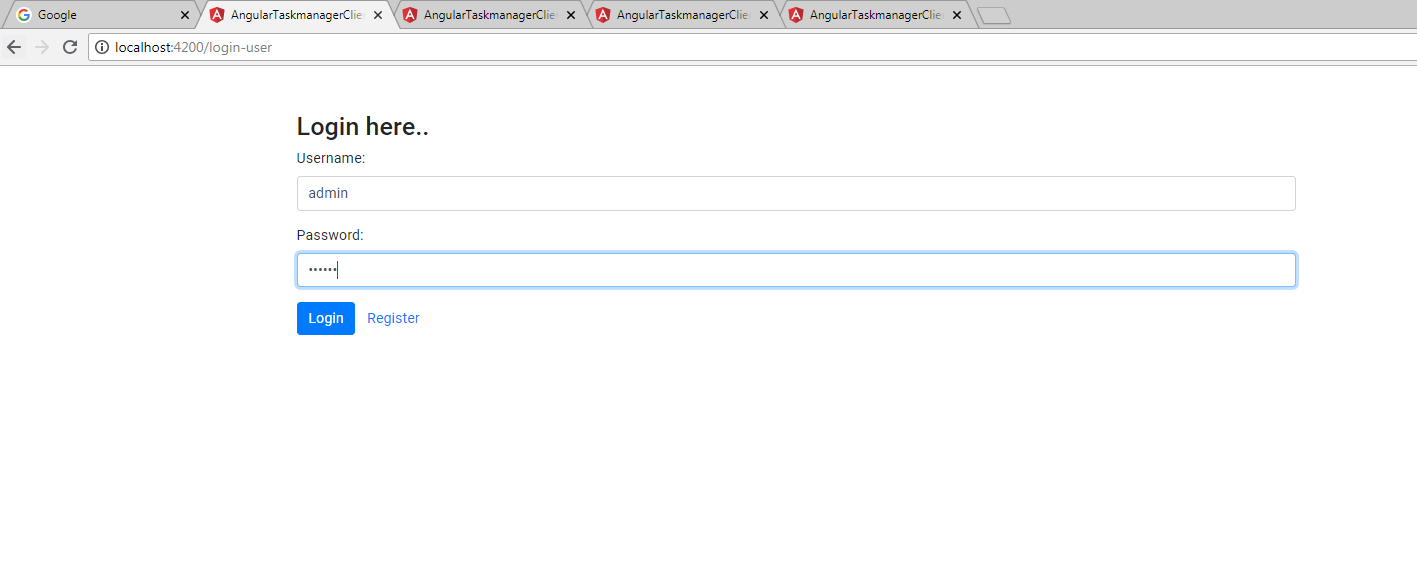 Google AngularTaskmanagerClie AngularTaskmanagerClie AngularTaskmanagerClie AngularTaskmanagerClie
localhost:4200/login-user
Login here..
Username:
admin
Password:
••••••
Login Register